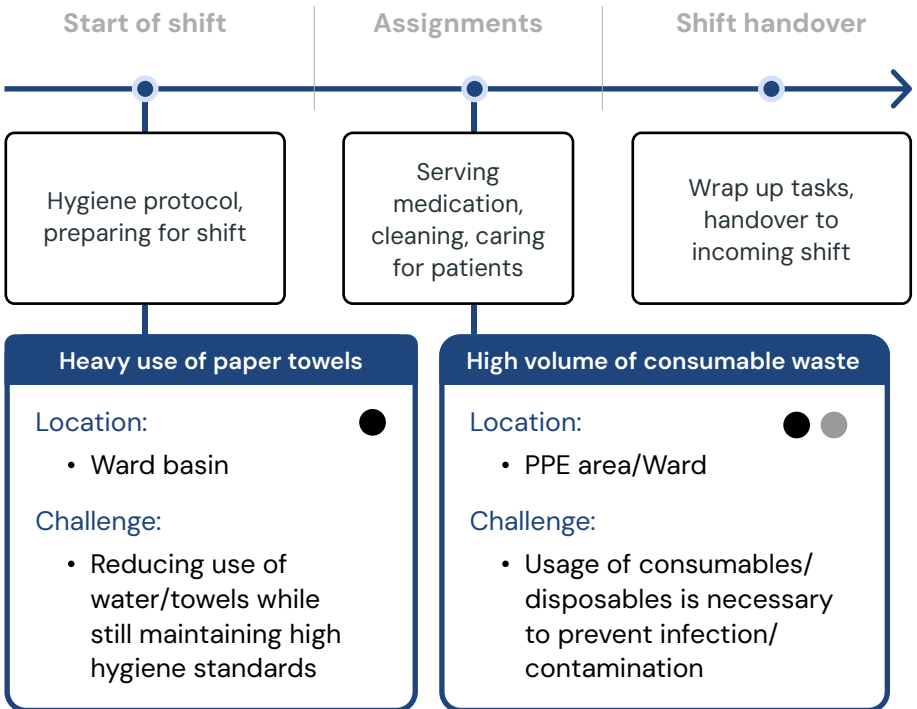 Start of shift
Assignments
Shift handover
Hygiene protocol,
preparing for shift
Serving
medication,
cleaning, caring
for patients
Wrap up tasks,
handover to
incoming shift
Heavy use of paper towels
Location:
• Ward basin
Challenge:
• Reducing use of
water/towels while
still maintaining high
hygiene standards
High volume of consumable waste
Location:
• PPE area/Ward
Challenge:
• Usage of consumables/
disposables is necessary
to prevent infection/
contamination